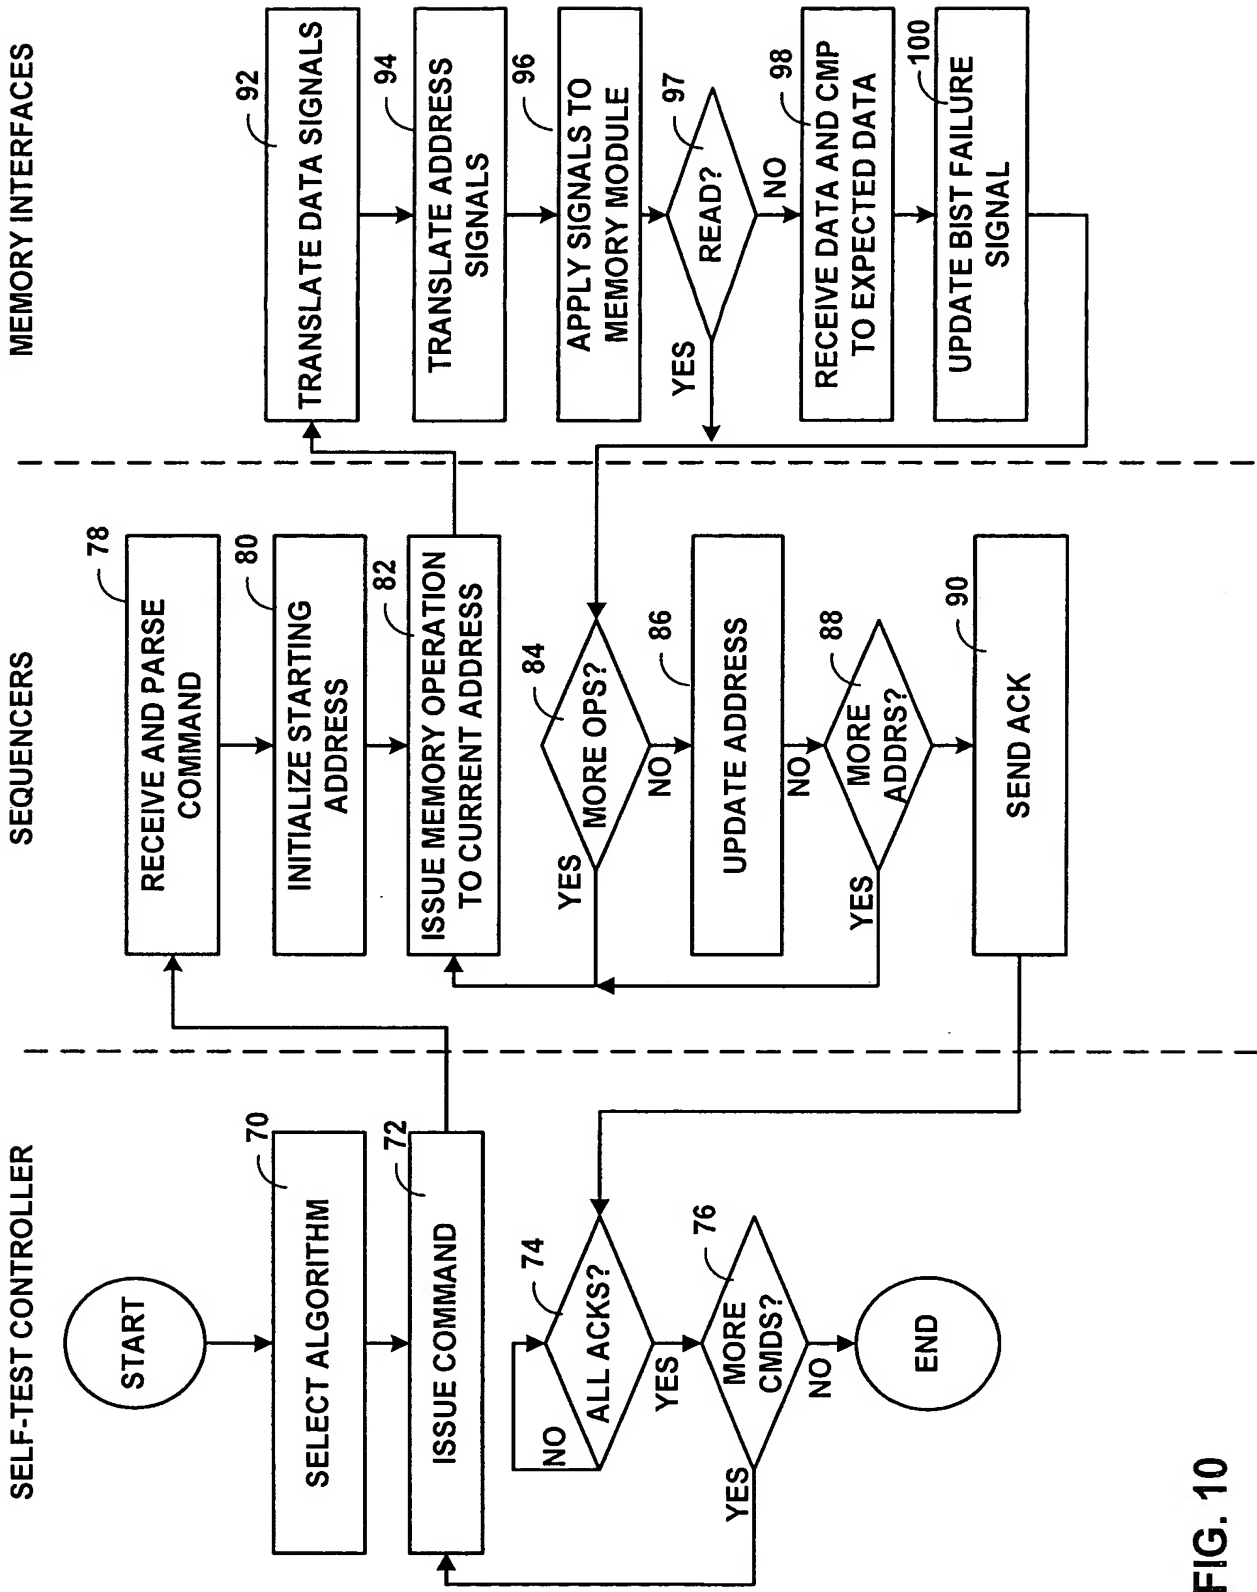 SELF-TEST CONTROLLER
START
70
SELECT ALGORITHM
72
ISSUE COMMAND
74
ALL ACKS?
NO
YES
76
MORE
CMDS?
YES
NO
END
SEQUENCERS
78
RECEIVE AND PARSE
COMMAND
80
INITIALIZE STARTING
ADDRESS
82
ISSUE MEMORY OPERATION
TO CURRENT ADDRESS
84
MORE OPS?
YES
NO
86
UPDATE ADDRESS
NO
88
MORE
ADDRS?
YES
90
SEND ACK
MEMORY INTERFACES
92
TRANSLATE DATA SIGNALS
94
TRANSLATE ADDRESS
SIGNALS
96
APPLY SIGNALS TO
MEMORY MODULE
97
READ?
YES
NO
98
RECEIVE DATA AND CMP
TO EXPECTED DATA
100
UPDATE BIST FAILURE
SIGNAL
FIG. 10